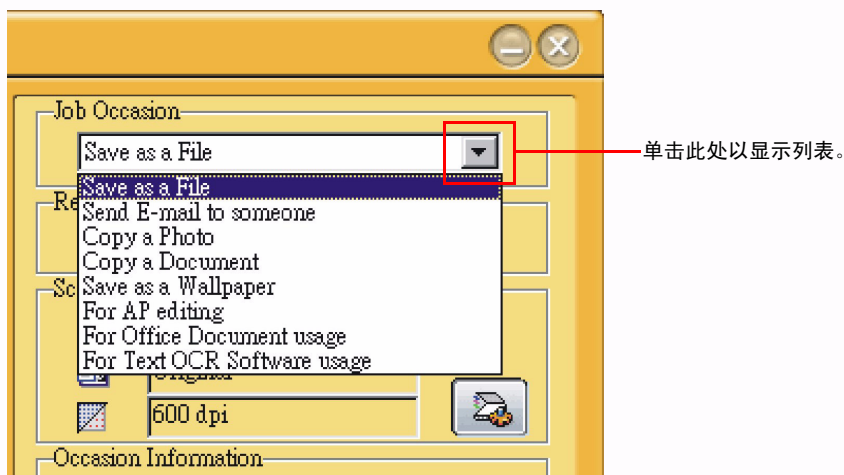 Job Occasion
Save as a File
单击此处以显示列表。
Save as a File
Re
Send E-mail to someone
Copy a Photo
Copy a Document
Sc
Save as a Wallpaper
For AP editing
For Office Document usage
For Text OCR Software usage
600 dpi
Occasion Information